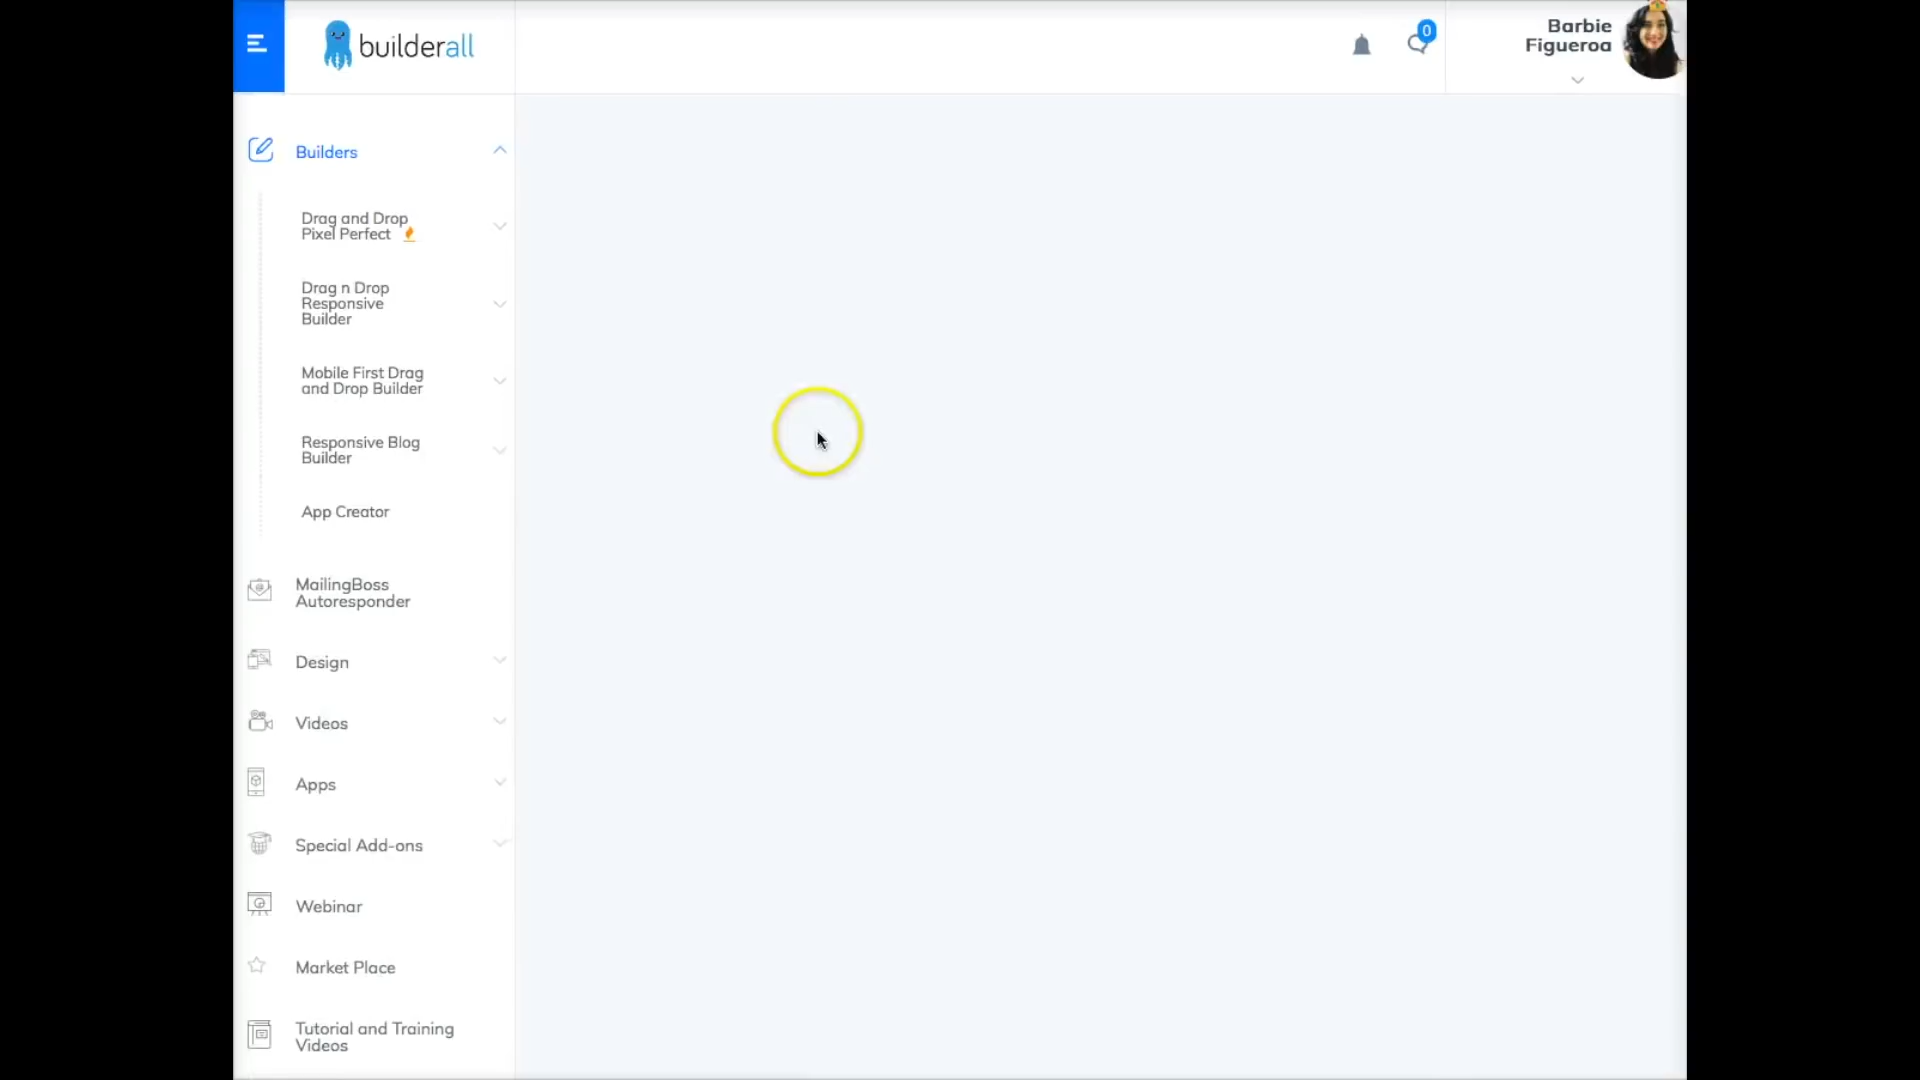 builderall
0
Barbie
Figueroa
Builders
Drag and Drop
Pixel Perfect
Drag n Drop
Responsive
Builder
Mobile First Drag
and Drop Builder
Responsive Blog
Builder
App Creator
MailingBoss
Autoresponder
Design
Videos
Apps
Special Add-ons
Webinar
Market Place
Tutorial and Training
Videos